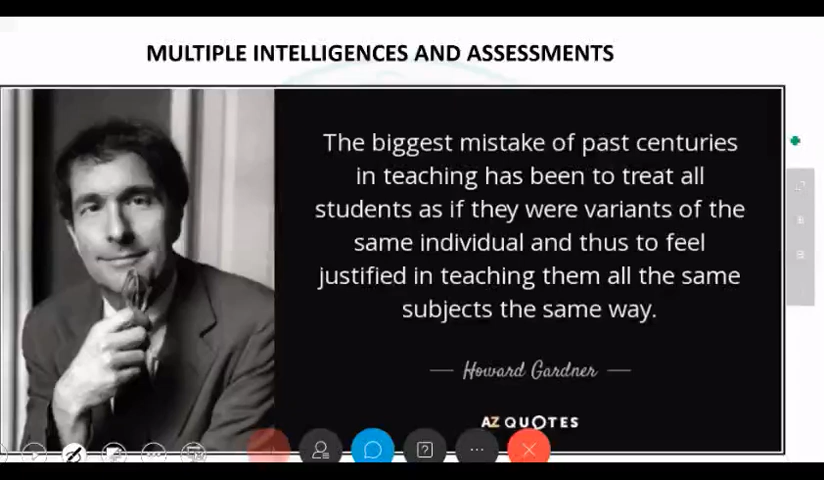 MULTIPLE INTELLIGENCES AND ASSESSMENTS
The biggest mistake of past centuries
in teaching has been to treat all
students as if they were variants of the
same individual and thus to feel
justified in teaching them all the same
subjects the same way.
Howard Gardner
AZ QUOTES